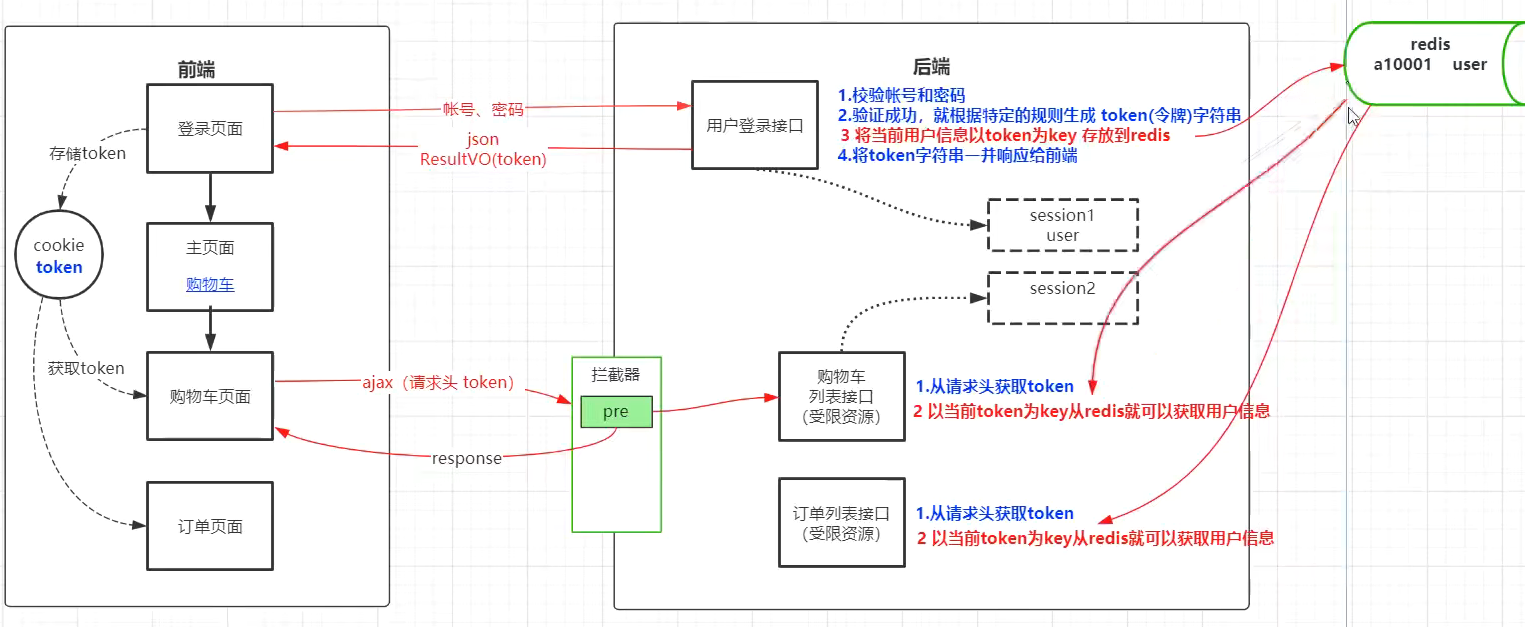 前端
登录页面
存储token
cookie
token
主页面
购物车
获取token
购物车页面
订单页面
帐号、密码
json
ResultVO(token)
ajax（请求头 token）
response
拦截器
pre
后端
用户登录接口
1.校验帐号和密码
2.验证成功，就根据特定的规则生成 token(令牌)字符串
3 将当前用户信息以token为key 存放到redis
4.将token字符串一并响应给前端
session1
user
session2
购物车
列表接口
（受限资源）
1.从请求头获取token
2 以当前token为key从redis就可以获取用户信息
订单列表接口
（受限资源）
1.从请求头获取token
2 以当前token为key从redis就可以获取用户信息
redis
a10001 user